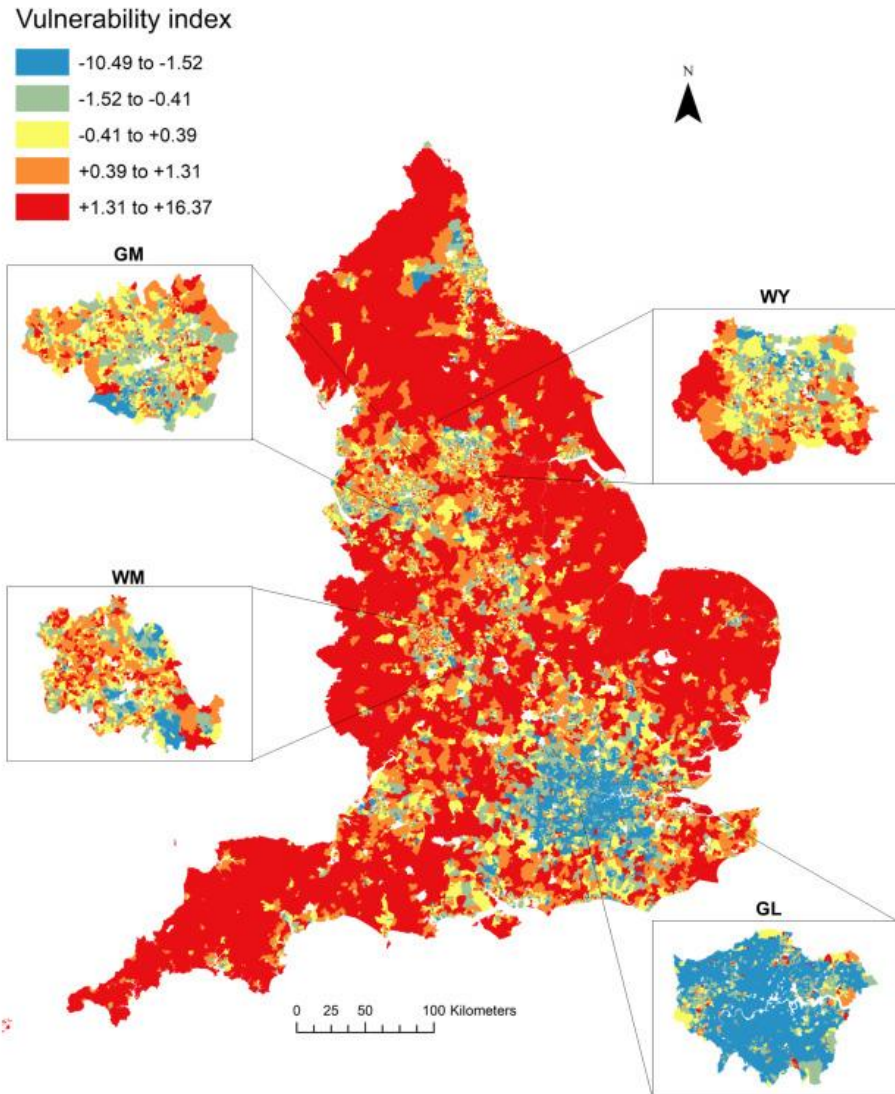 Vulnerability index
-10.49 to -1.52
-1.52 to -0.41
-0.41 to +0.39
+0.39 to +1.31
+1.31 to +16.37
N
GM
WY
WM
GL
0 25 50 100 Kilometers